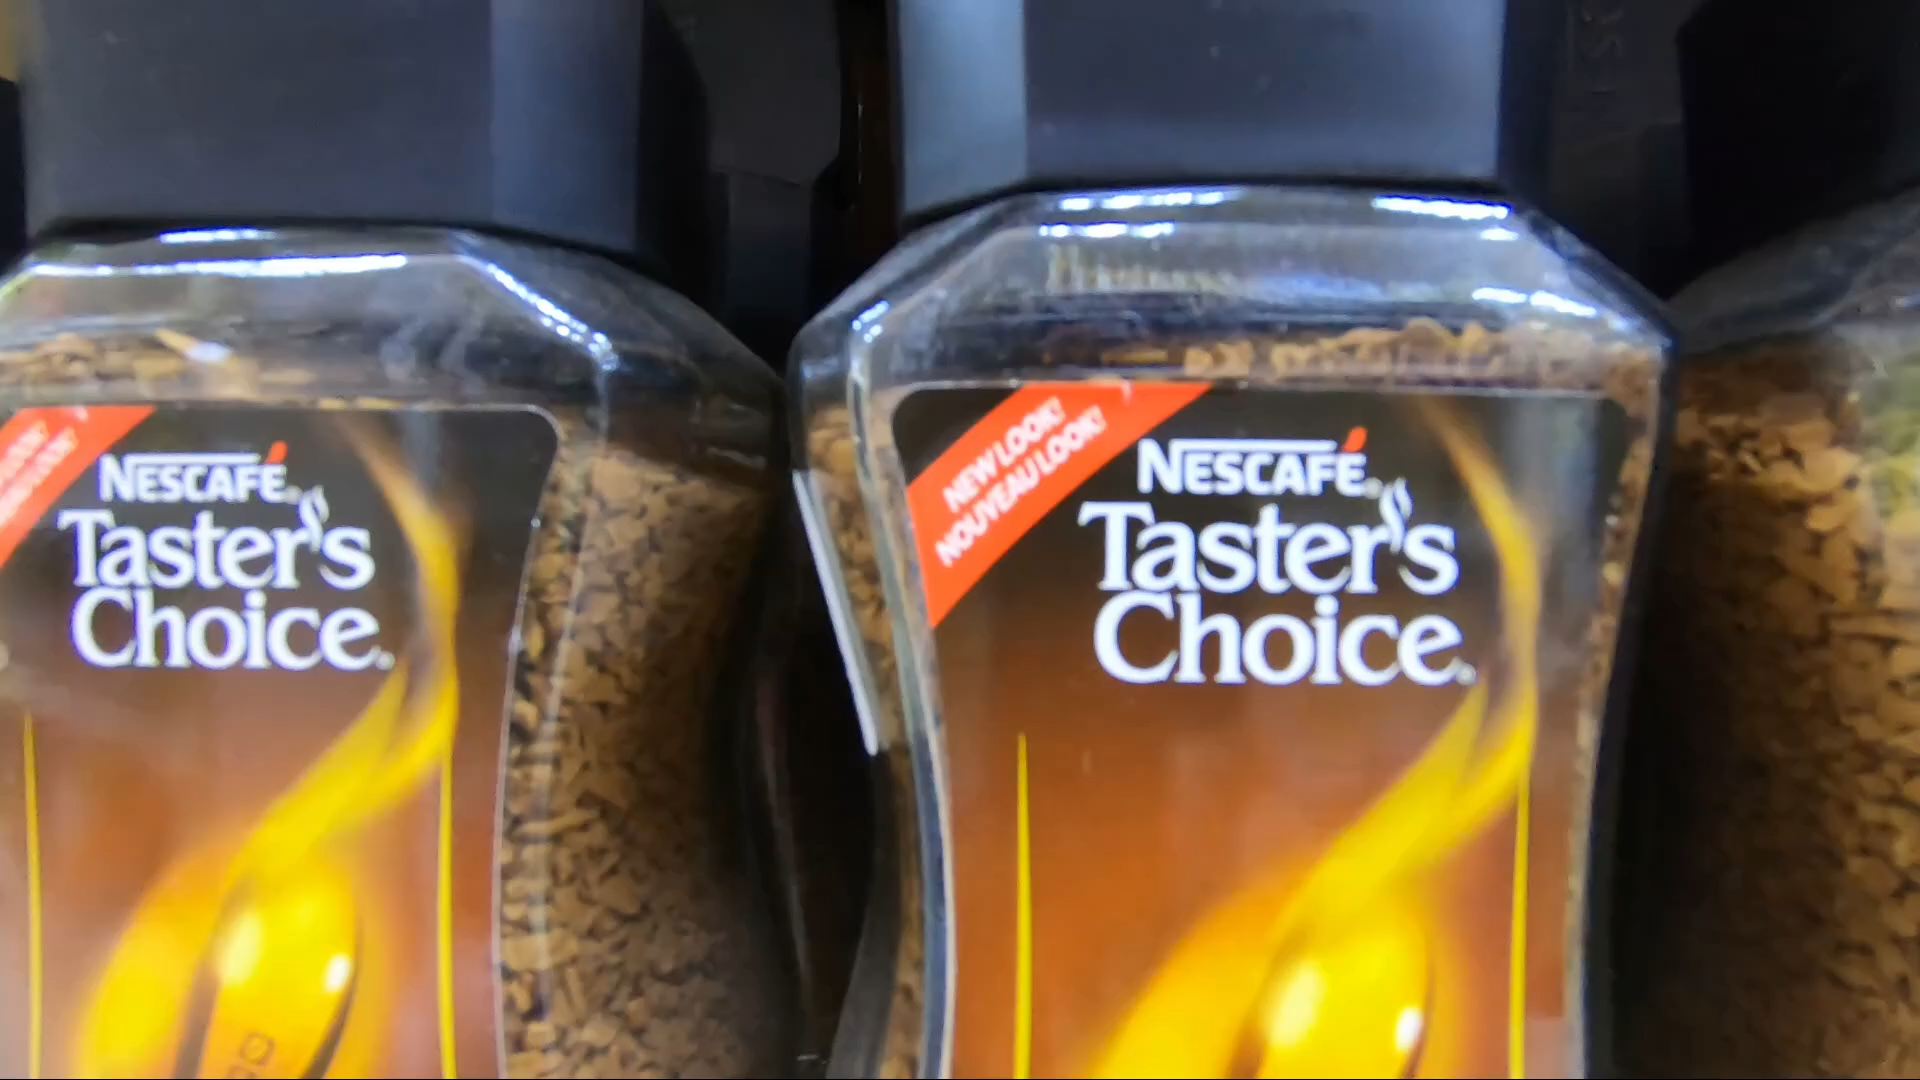 NESCAFÉ
Taster's
Choice
NEW LOOK!
NOUVEAU LOOK!
NESCAFÉ
Taster's
Choice